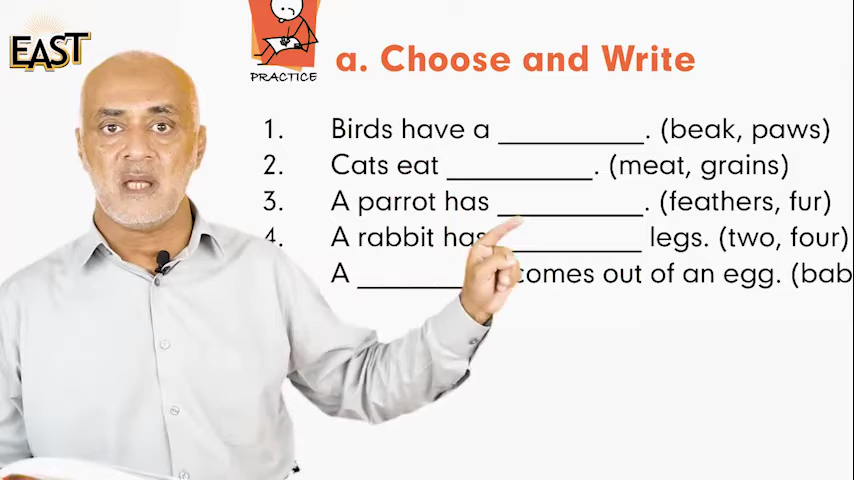 EAST
PRACTICE
a. Choose and Write
1. Birds have a __________. (beak, paws)
2. Cats eat __________. (meat, grains)
3. A parrot has __________. (feathers, fur)
4. A rabbit has __________ legs. (two, four)
A __________ comes out of an egg.